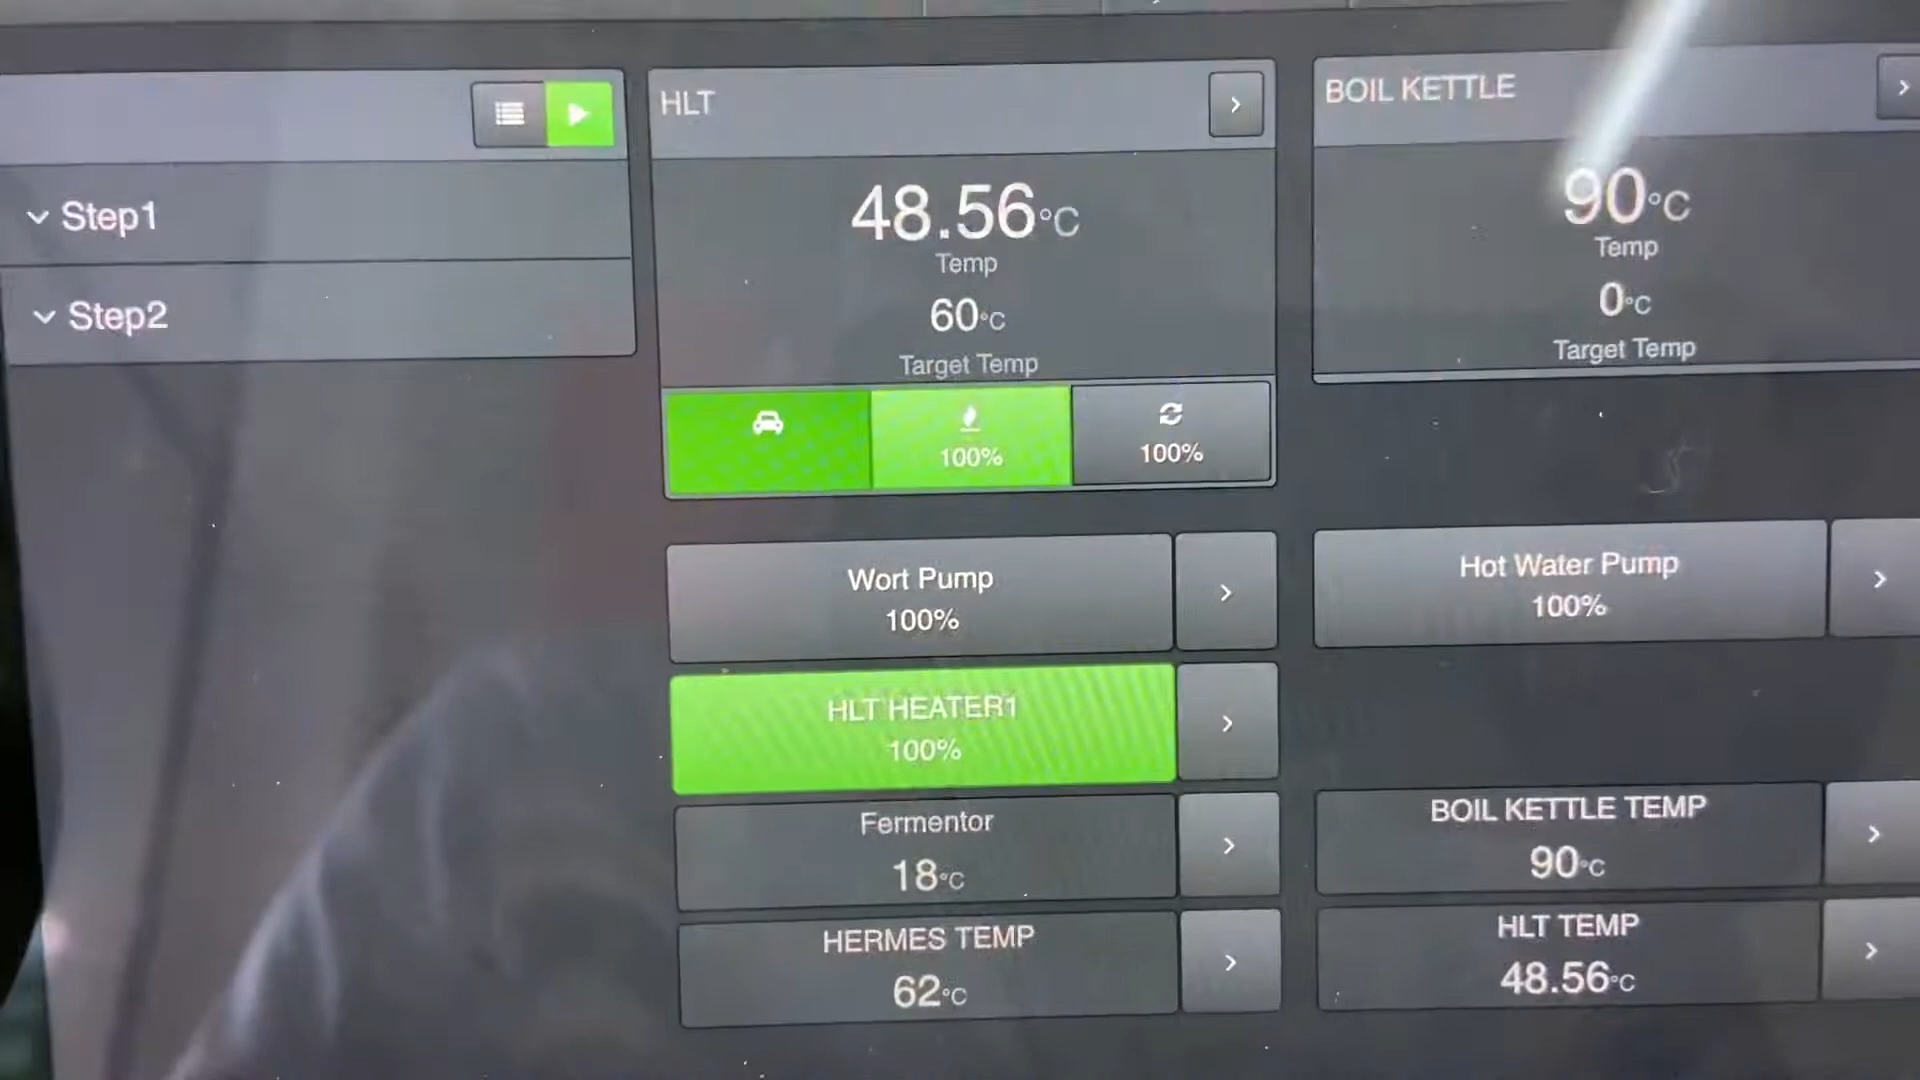 Step1
Step2
HLT
48.56°C
Temp
60°C
Target Temp
100%
100%
BOIL KETTLE
90°C
Temp
0°C
Target Temp
Wort Pump
100%
Hot Water Pump
100%
HLT HEATER1
100%
Fermentor
18°C
BOIL KETTLE TEMP
90°C
HERMES TEMP
62°C
HLT TEMP
48.56°C